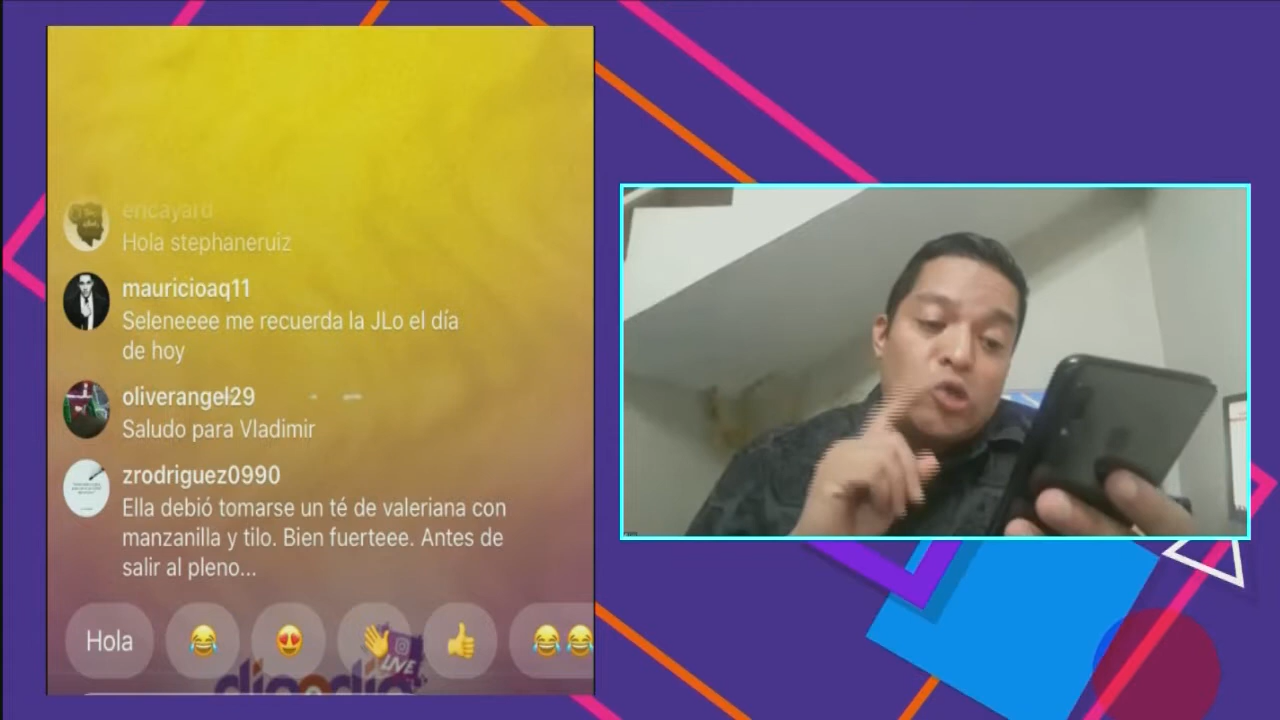 ericayard
Hola stephaneruiz
mauricioaq11
Seleneeee me recuerda la JLo el día
de hoy
oliverangel29
Saludo para Vladimir
zrodriguez0990
Ella debió tomarse un té de valeriana con
manzanilla y tilo. Bien fuerteee. Antes de
salir al pleno...
Hola
LIVE